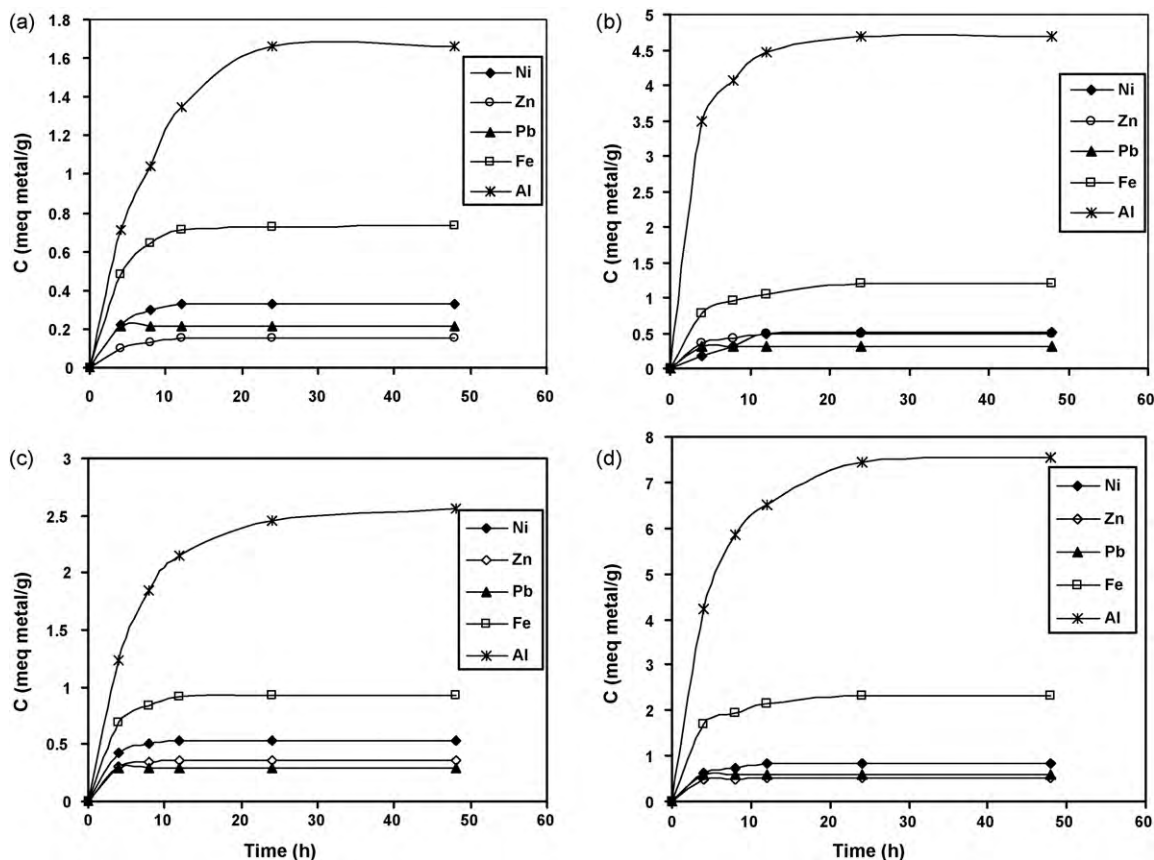 (a)
1.8
1.6
1.4
1.2
1
0.8
0.6
0.4
0.2
0
C (meq metal/g)
0 10 20 30 40 50 60
Time (h)
Ni
Zn
Pb
Fe
Al
(b)
5
4.5
4
3.5
3
2.5
2
1.5
1
0.5
0
C (meq metal/g)
0 10 20 30 40 50 60
Time (h)
Ni
Zn
Pb
Fe
Al
(c)
3
2.5
2
1.5
1
0.5
0
C (meq metal/g)
0 10 20 30 40 50 60
Time (h)
Ni
Zn
Pb
Fe
Al
(d)
8
7
6
5
4
3
2
1
0
C (meq metal/g)
0 10 20 30 40 50 60
Time (h)
Ni
Zn
Pb
Fe
Al